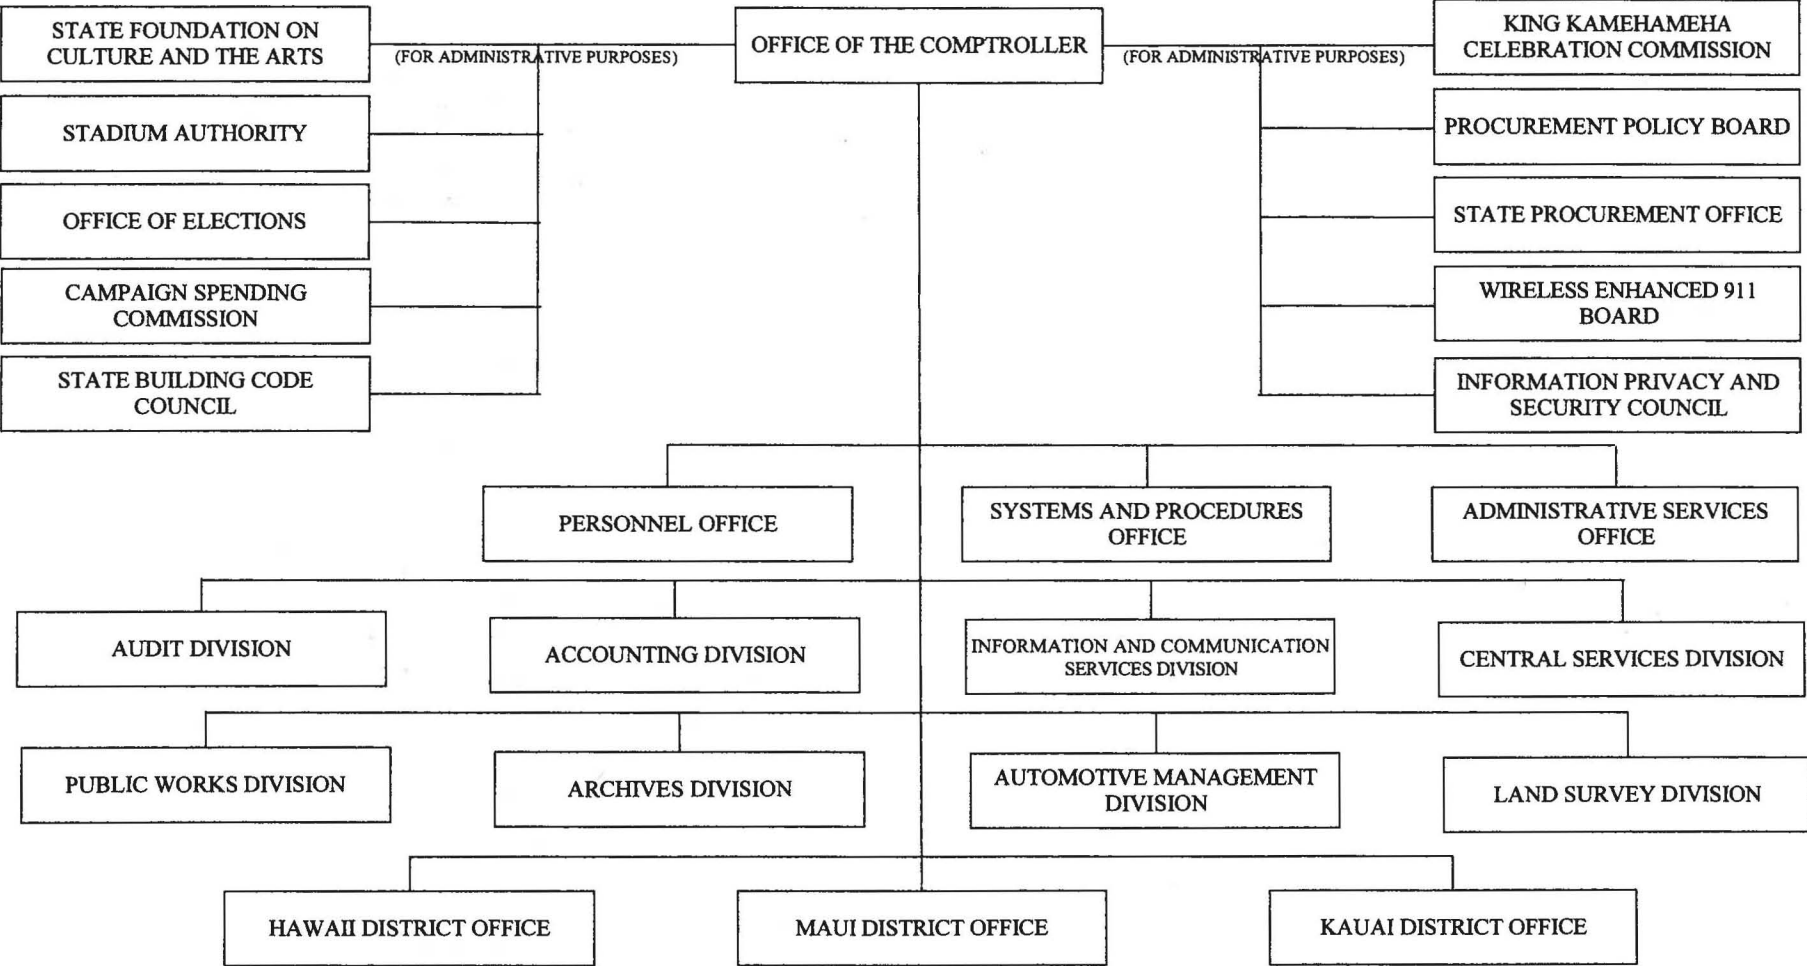 STATE FOUNDATION ON
CULTURE AND THE ARTS
(FOR ADMINISTRATIVE PURPOSES)
OFFICE OF THE COMPTROLLER
(FOR ADMINISTRATIVE PURPOSES)
KING KAMEHAMEHA
CELEBRATION COMMISSION
STADIUM AUTHORITY
PROCUREMENT POLICY BOARD
OFFICE OF ELECTIONS
STATE PROCUREMENT OFFICE
CAMPAIGN SPENDING
COMMISSION
WIRELESS ENHANCED 911
BOARD
STATE BUILDING CODE
COUNCIL
INFORMATION PRIVACY AND
SECURITY COUNCIL
PERSONNEL OFFICE
SYSTEMS AND PROCEDURES
OFFICE
ADMINISTRATIVE SERVICES
OFFICE
AUDIT DIVISION
ACCOUNTING DIVISION
INFORMATION AND COMMUNICATION
SERVICES DIVISION
CENTRAL SERVICES DIVISION
PUBLIC WORKS DIVISION
ARCHIVES DIVISION
AUTOMOTIVE MANAGEMENT
DIVISION
LAND SURVEY DIVISION
HAWAII DISTRICT OFFICE
MAUI DISTRICT OFFICE
KAUAI DISTRICT OFFICE